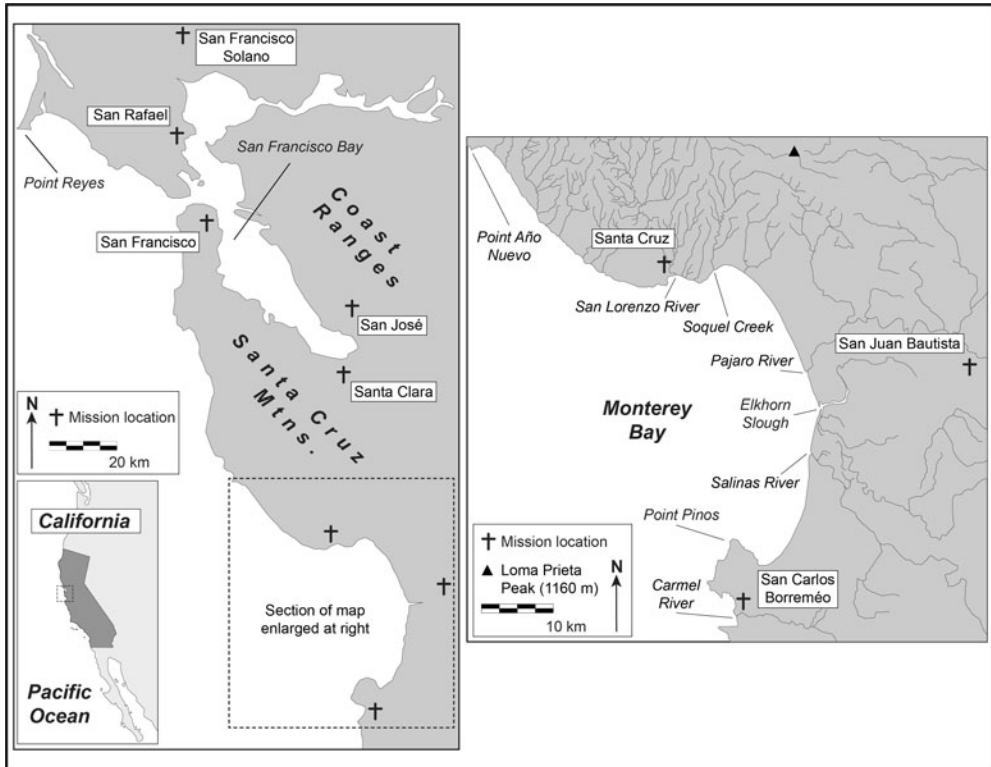 San Francisco
Solano
San Rafael
San Francisco Bay
Point Reyes
Coast
Ranges
San Francisco
San José
Santa Cruz
Mtns.
Santa Clara
N
Mission location
20 km
California
Pacific
Ocean
Section of map
enlarged at right
Point Año
Nuevo
Santa Cruz
San Lorenzo River
Soquel Creek
San Juan Bautista
Pajaro River
Monterey
Bay
Elkhorn
Slough
Salinas River
Point Pinos
Mission location
Loma Prieta
Peak (1160 m)
N
10 km
Carmel
River
San Carlos
Borreméo